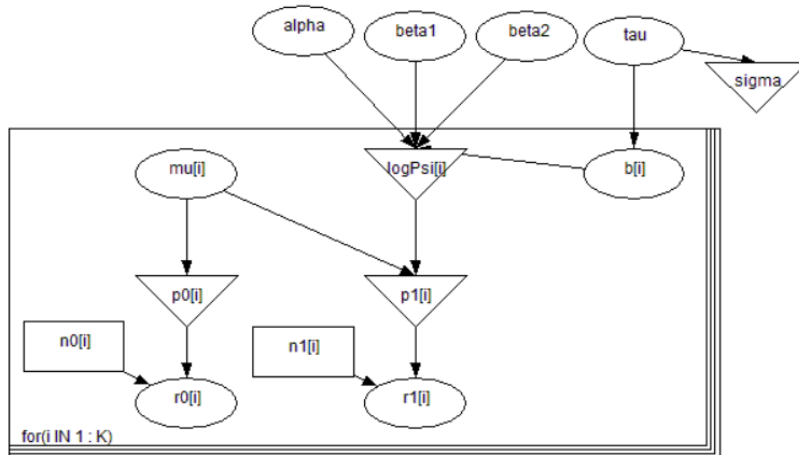 alpha
beta1
beta2
tau
sigma
mu[i]
logPsi[i]
b[i]
p0[i]
p1[i]
n0[i]
n1[i]
r0[i]
r1[i]
for(i IN 1 : K)